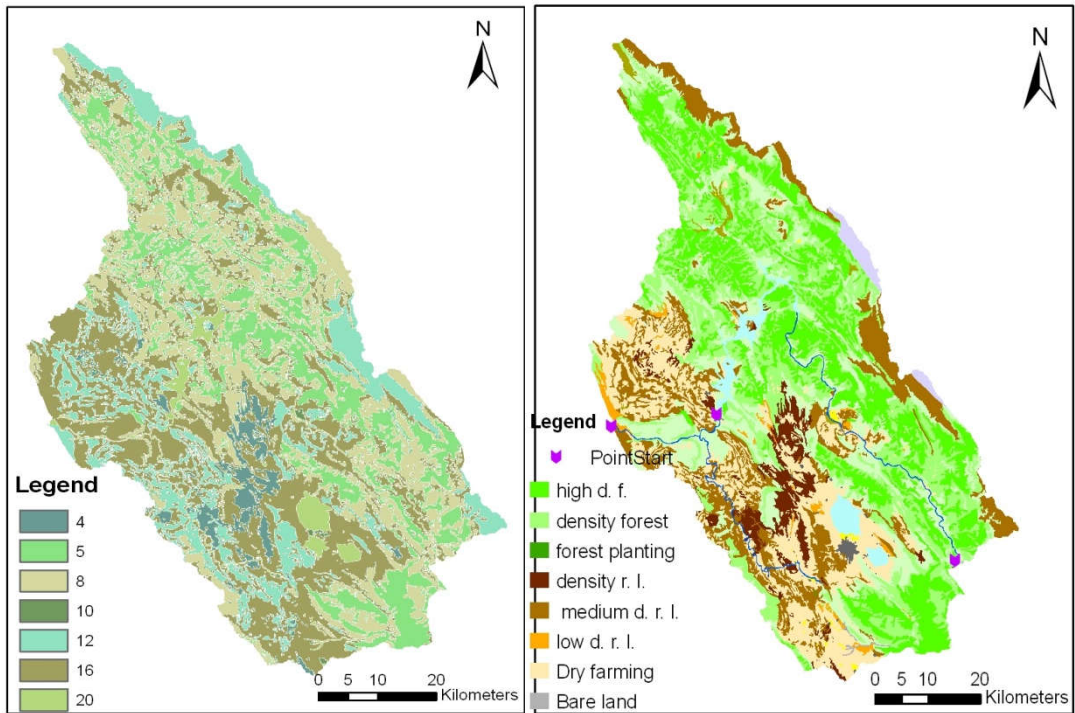 N
Legend
4
5
8
10
12
16
20
0 5 10 20
Kilometers
N
Legend
PointStart
high d. f.
density forest
forest planting
density r. l.
medium d. r. l.
low d. r. l.
Dry farming
Bare land
0 5 10 20
Kilometers